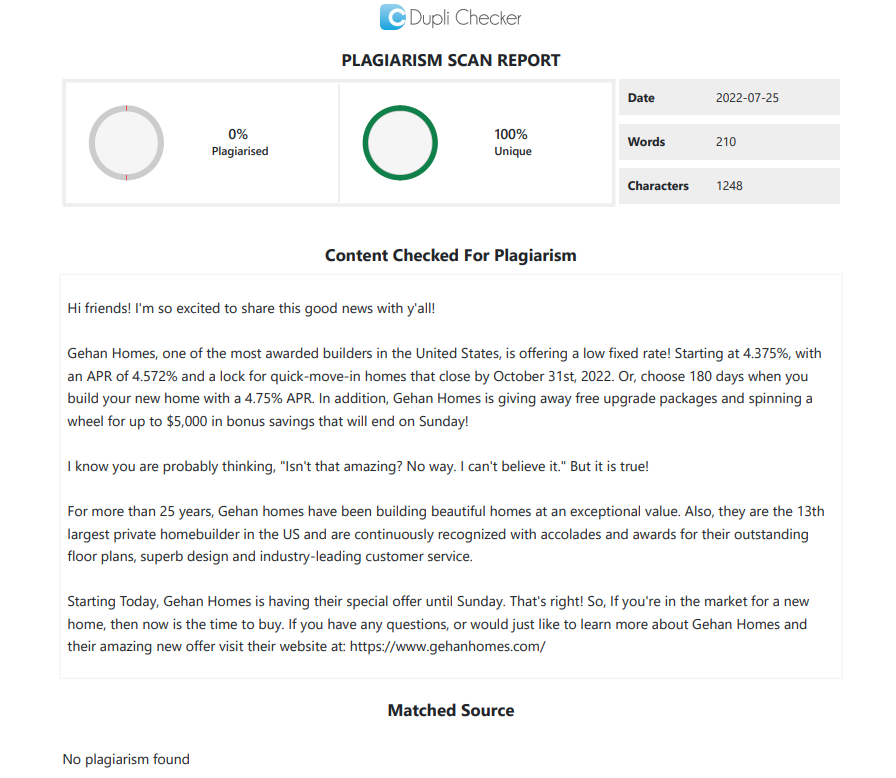 Dupli Checker
PLAGIARISM SCAN REPORT
0%
Plagiarised
100%
Unique
Date 2022-07-25
Words 210
Characters 1248
Content Checked For Plagiarism
Hi friends! I'm so excited to share this good news with y'all!
Gehan Homes, one of the most awarded builders in the United States, is offering a low fixed rate! Starting at 4.375%, with
an APR of 4.572% and a lock for quick-move-in homes that close by October 31st, 2022. Or, choose 180 days when you
build your new home with a 4.75% APR. In addition, Gehan Homes is giving away free upgrade packages and spinning a
wheel for up to $5,000 in bonus savings that will end on Sunday!
I know you are probably thinking, "Isn't that amazing? No way. I can't believe it." But it is true!
For more than 25 years, Gehan homes have been building beautiful homes at an exceptional value. Also, they are the 13th
largest private homebuilder in the US and are continuously recognized with accolades and awards for their outstanding
floor plans, superb design and industry-leading customer service.
Starting Today, Gehan Homes is having their special offer until Sunday. That's right! So, If you're in the market for a new
home, then now is the time to buy. If you have any questions, or would just like to learn more about Gehan Homes and
their amazing new offer visit their website at: https://www.gehanhomes.com/
Matched Source
No plagiarism found